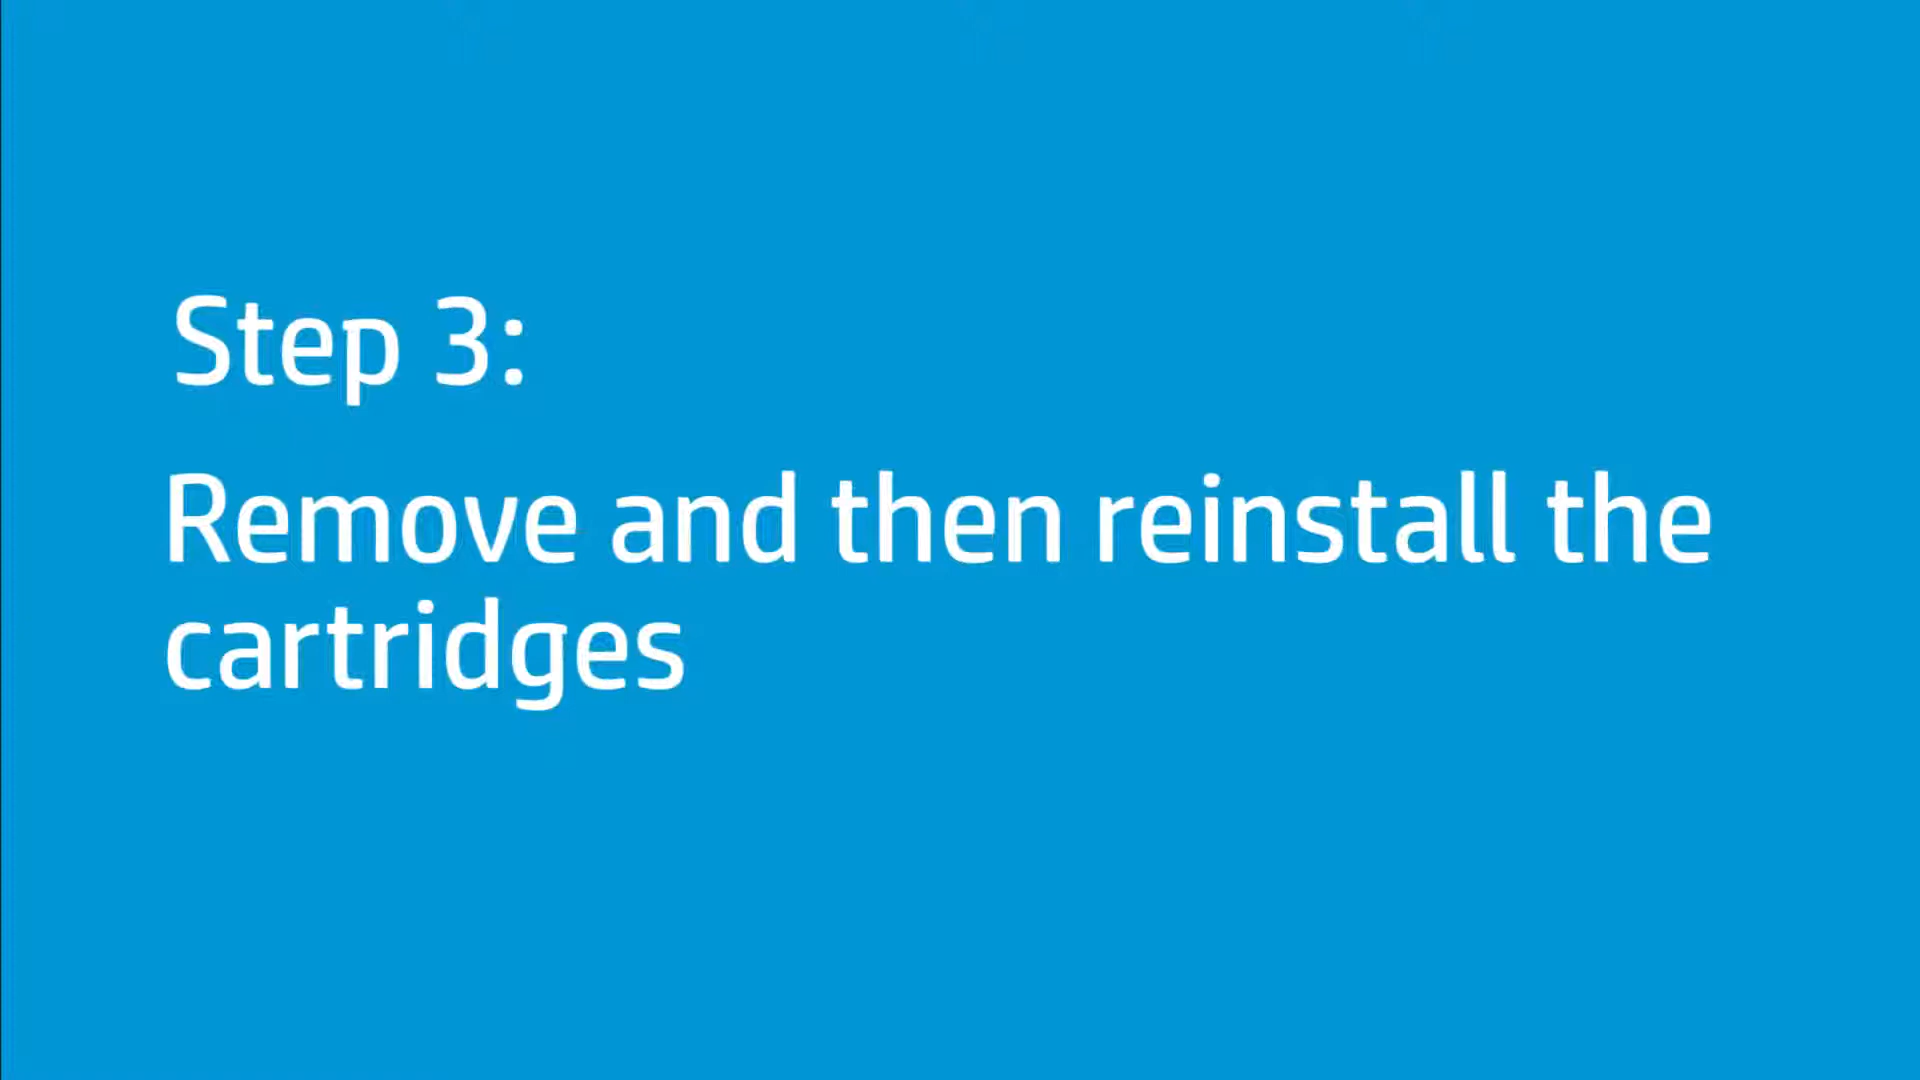 Step 3:
Remove and then reinstall the
cartridges